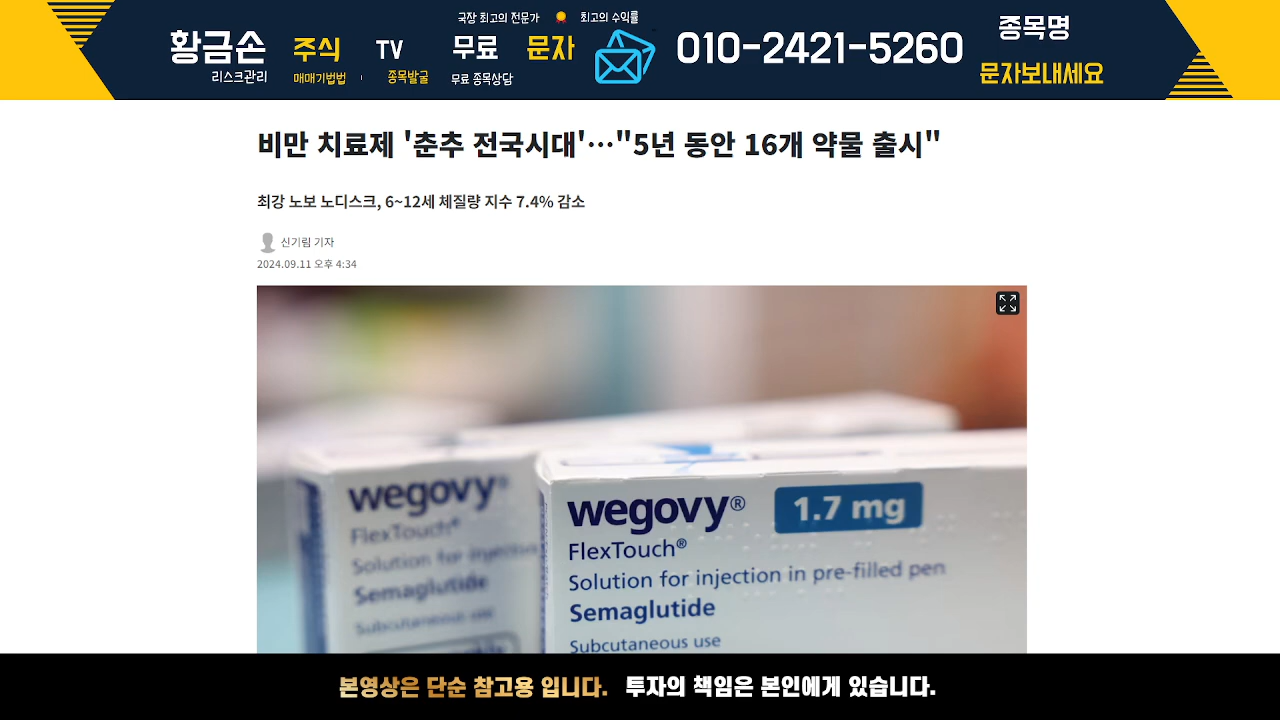 국장 최고의 전문가 최고의 수익률
황금손 주식 TV 무료 문자 010-2421-5260 종목명
리스크관리 매매기법법 종목발굴 무료 종목상담 문자보내세요
비만 치료제 '춘추 전국시대'…"5년 동안 16개 약물 출시"
최강 노보 노디스크, 6~12세 체질량 지수 7.4% 감소
신기림 기자
2024.09.11 오후 4:34
wegovy®
FlexTouch®
Solution for injection
Semaglutide
Subcutaneous use
wegovy® 1.7 mg
FlexTouch®
Solution for injection in pre-filled pen
Semaglutide
Subcutaneous use
본영상은 단순 참고용 입니다. 투자의 책임은 본인에게 있습니다.